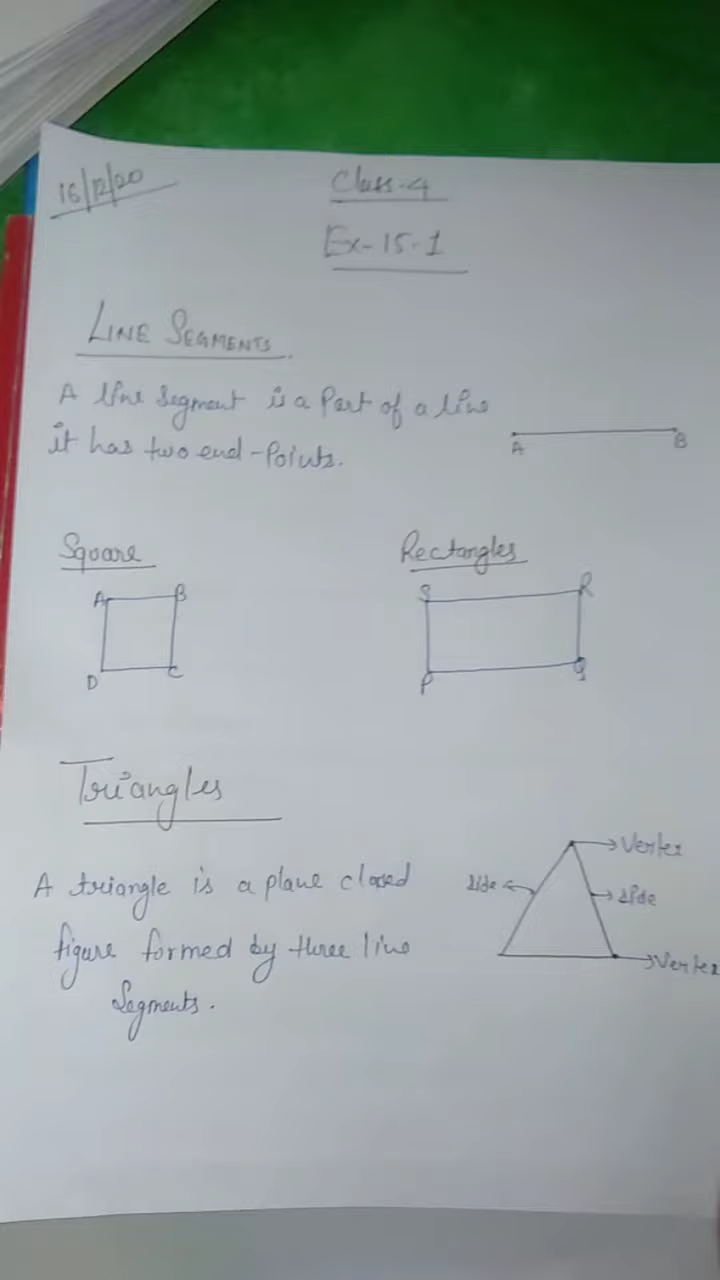 16/12/20
Class-4
Ex-15.1
LINE SEGMENTS.
A line segment is a Part of a line
it has two end-Points.
A B
Square
Rectangles
A B
S R
D C
P Q
Triangles
Vertex
A triangle is a plane closed
side side
figure formed by three line
Vertex
Segments.